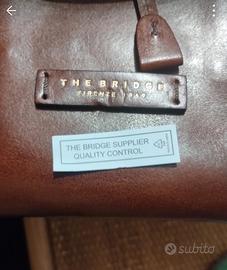 THE BRIDGE
FIRENZE 1969
THE BRIDGE SUPPLIER
QUALITY CONTROL
subito